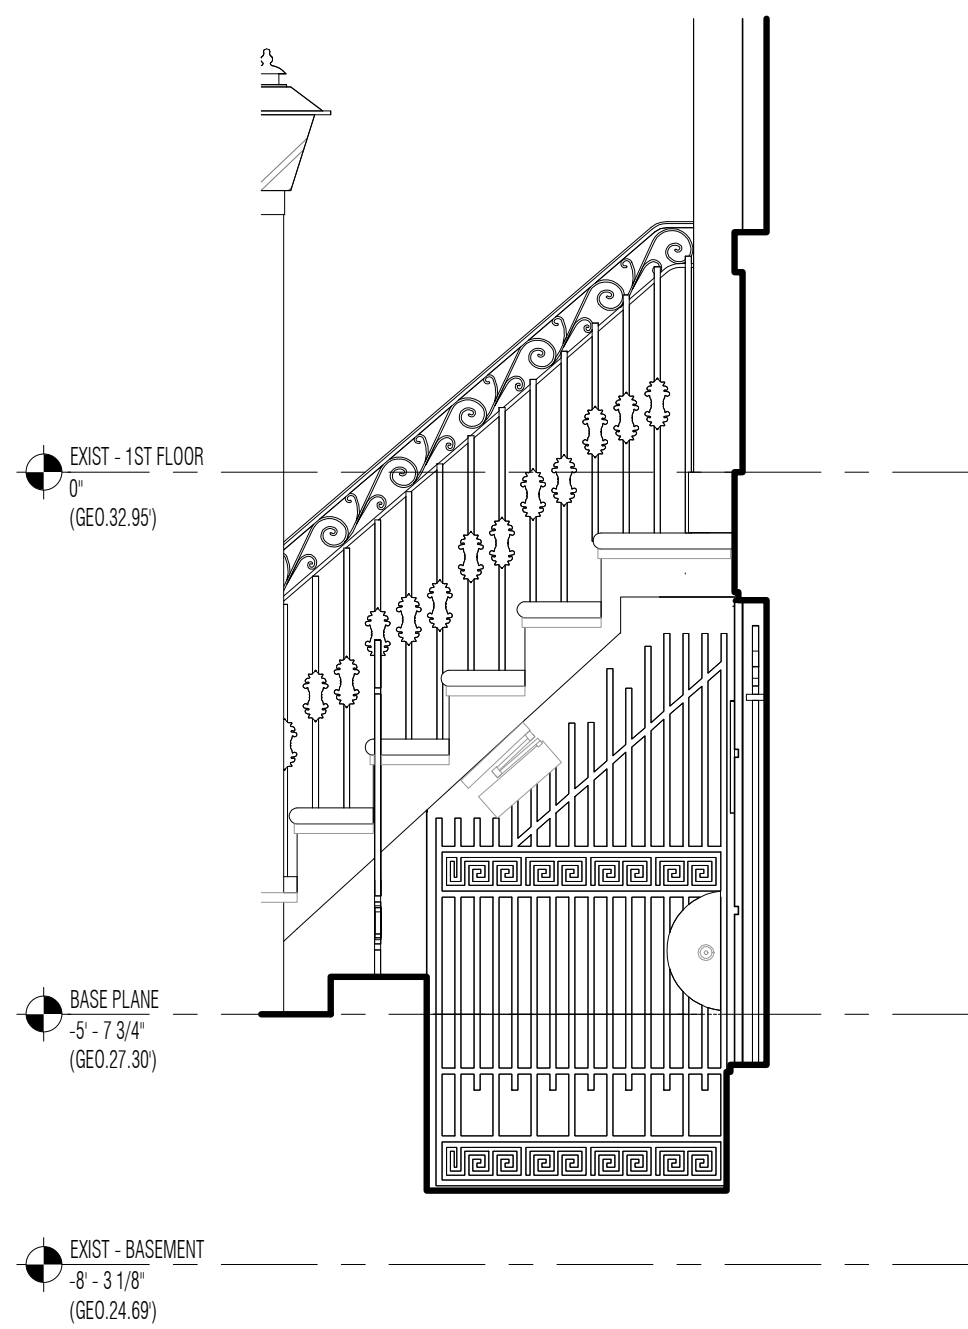 EXIST - 1ST FLOOR
0"
(GEO.32.95')
BASE PLANE
-5' - 7 3/4"
(GEO.27.30')
EXIST - BASEMENT
-8' - 3 1/8"
(GEO.24.69')